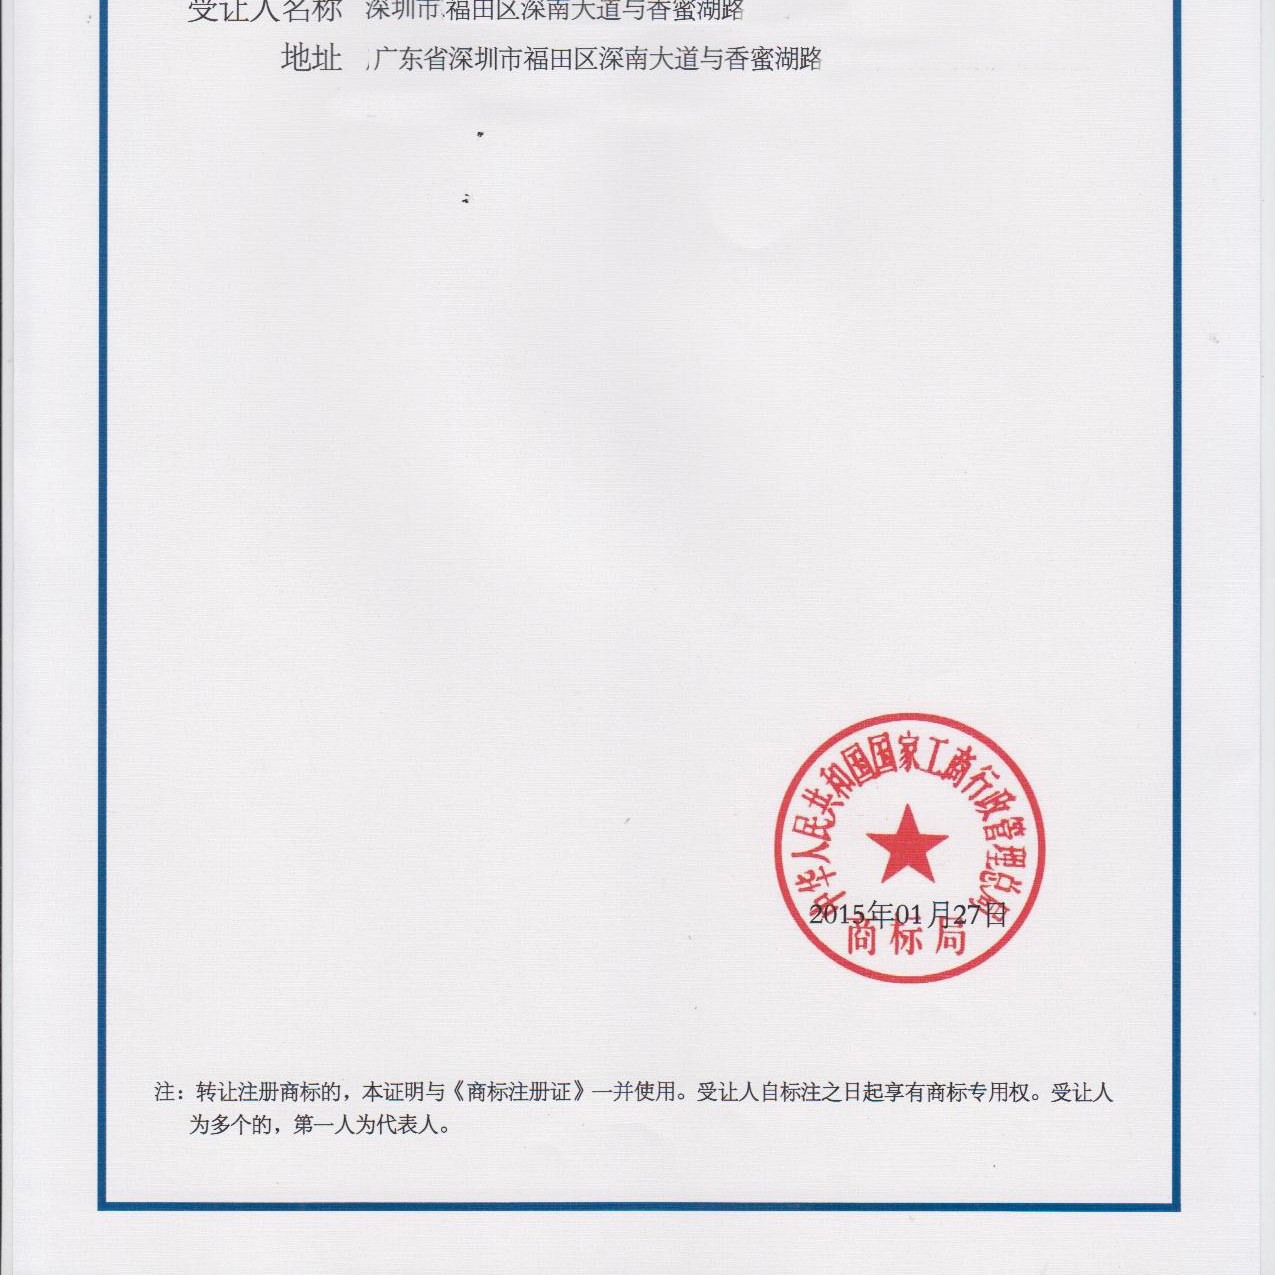 受让人名称 深圳市福田区深南大道与香蜜湖路
地址 广东省深圳市福田区深南大道与香蜜湖路
中华人民共和国国家工商行政管理总局
2015年01月27日
商标局
注：转让注册商标的，本证明与《商标注册证》一并使用。受让人自标注之日起享有商标专用权。受让人
为多个的，第一人为代表人。